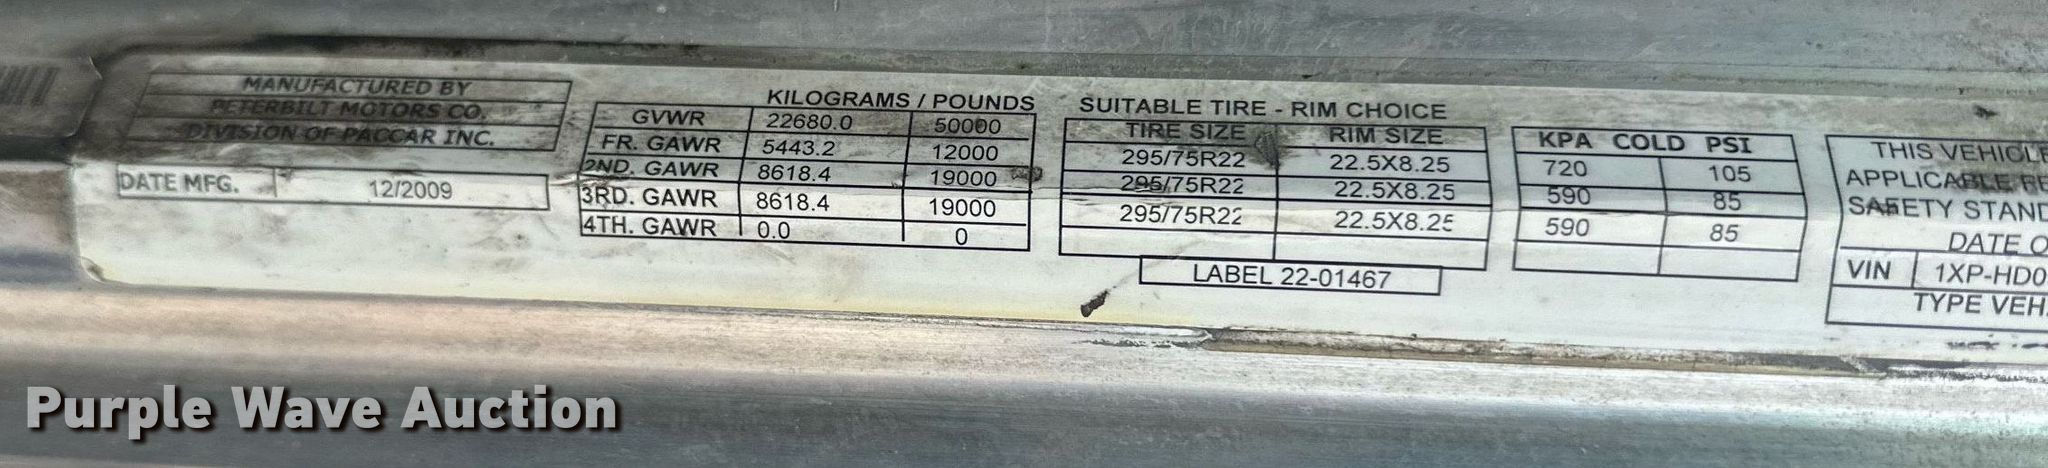 MANUFACTURED BY
PETERBILT MOTORS CO.
DIVISION OF PACCAR INC.
DATE MFG. 12/2009
KILOGRAMS / POUNDS
GVWR 22680.0 50000
FR. GAWR 5443.2 12000
2ND. GAWR 8618.4 19000
3RD. GAWR 8618.4 19000
4TH. GAWR 0.0 0
SUITABLE TIRE - RIM CHOICE
TIRE SIZE RIM SIZE
295/75R22 22.5X8.25
295/75R22 22.5X8.25
295/75R22 22.5X8.25
LABEL 22-01467
KPA COLD PSI
720 105
590 85
590 85
THIS VEHICLE
APPLICABLE RE
SAFETY STAND
DATE O
VIN 1XP-HD0
TYPE VEH
Purple Wave Auction